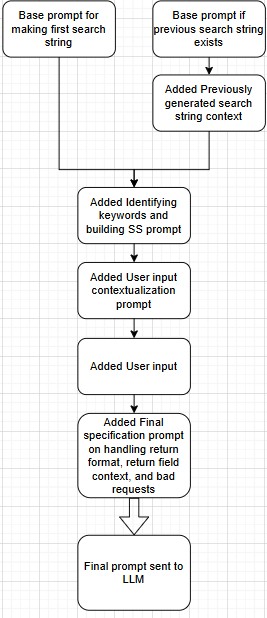 Base prompt for
making first search
string
Base prompt if
previous search string
exists
Added Previously
generated search
string context
Added Identifying
keywords and
building SS prompt
Added User input
contextualization
prompt
Added User input
Added Final
specification prompt
on handling return
format, return field
context, and bad
requests
Final prompt sent to
LLM